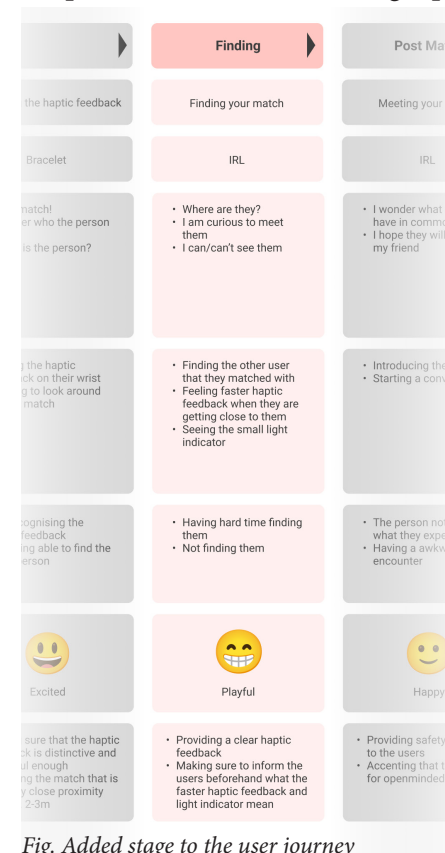 Finding
Post Ma
the haptic feedback
Finding your match
Meeting your
Bracelet
IRL
IRL
match!
er who the person
is the person?
• Where are they?
• I am curious to meet
them
• I can/can't see them
• I wonder what
have in commo
• I hope they will
my friend
g the haptic
ck on their wrist
g to look around
match
• Finding the other user
that they matched with
• Feeling faster haptic
feedback when they are
getting close to them
• Seeing the small light
indicator
• Introducing the
• Starting a conv
cognising the
feedback
ing able to find the
erson
• Having hard time finding
them
• Not finding them
• The person not
what they expe
• Having a awkw
encounter
Excited
Playful
Happy
sure that the haptic
ck is distinctive and
ul enough
ng the match that is
y close proximity
2-3m
• Providing a clear haptic
feedback
• Making sure to inform the
users beforehand what the
faster haptic feedback and
light indicator mean
• Providing safety
to the users
• Accenting that t
for openminded
Fig. Added stage to the user journey